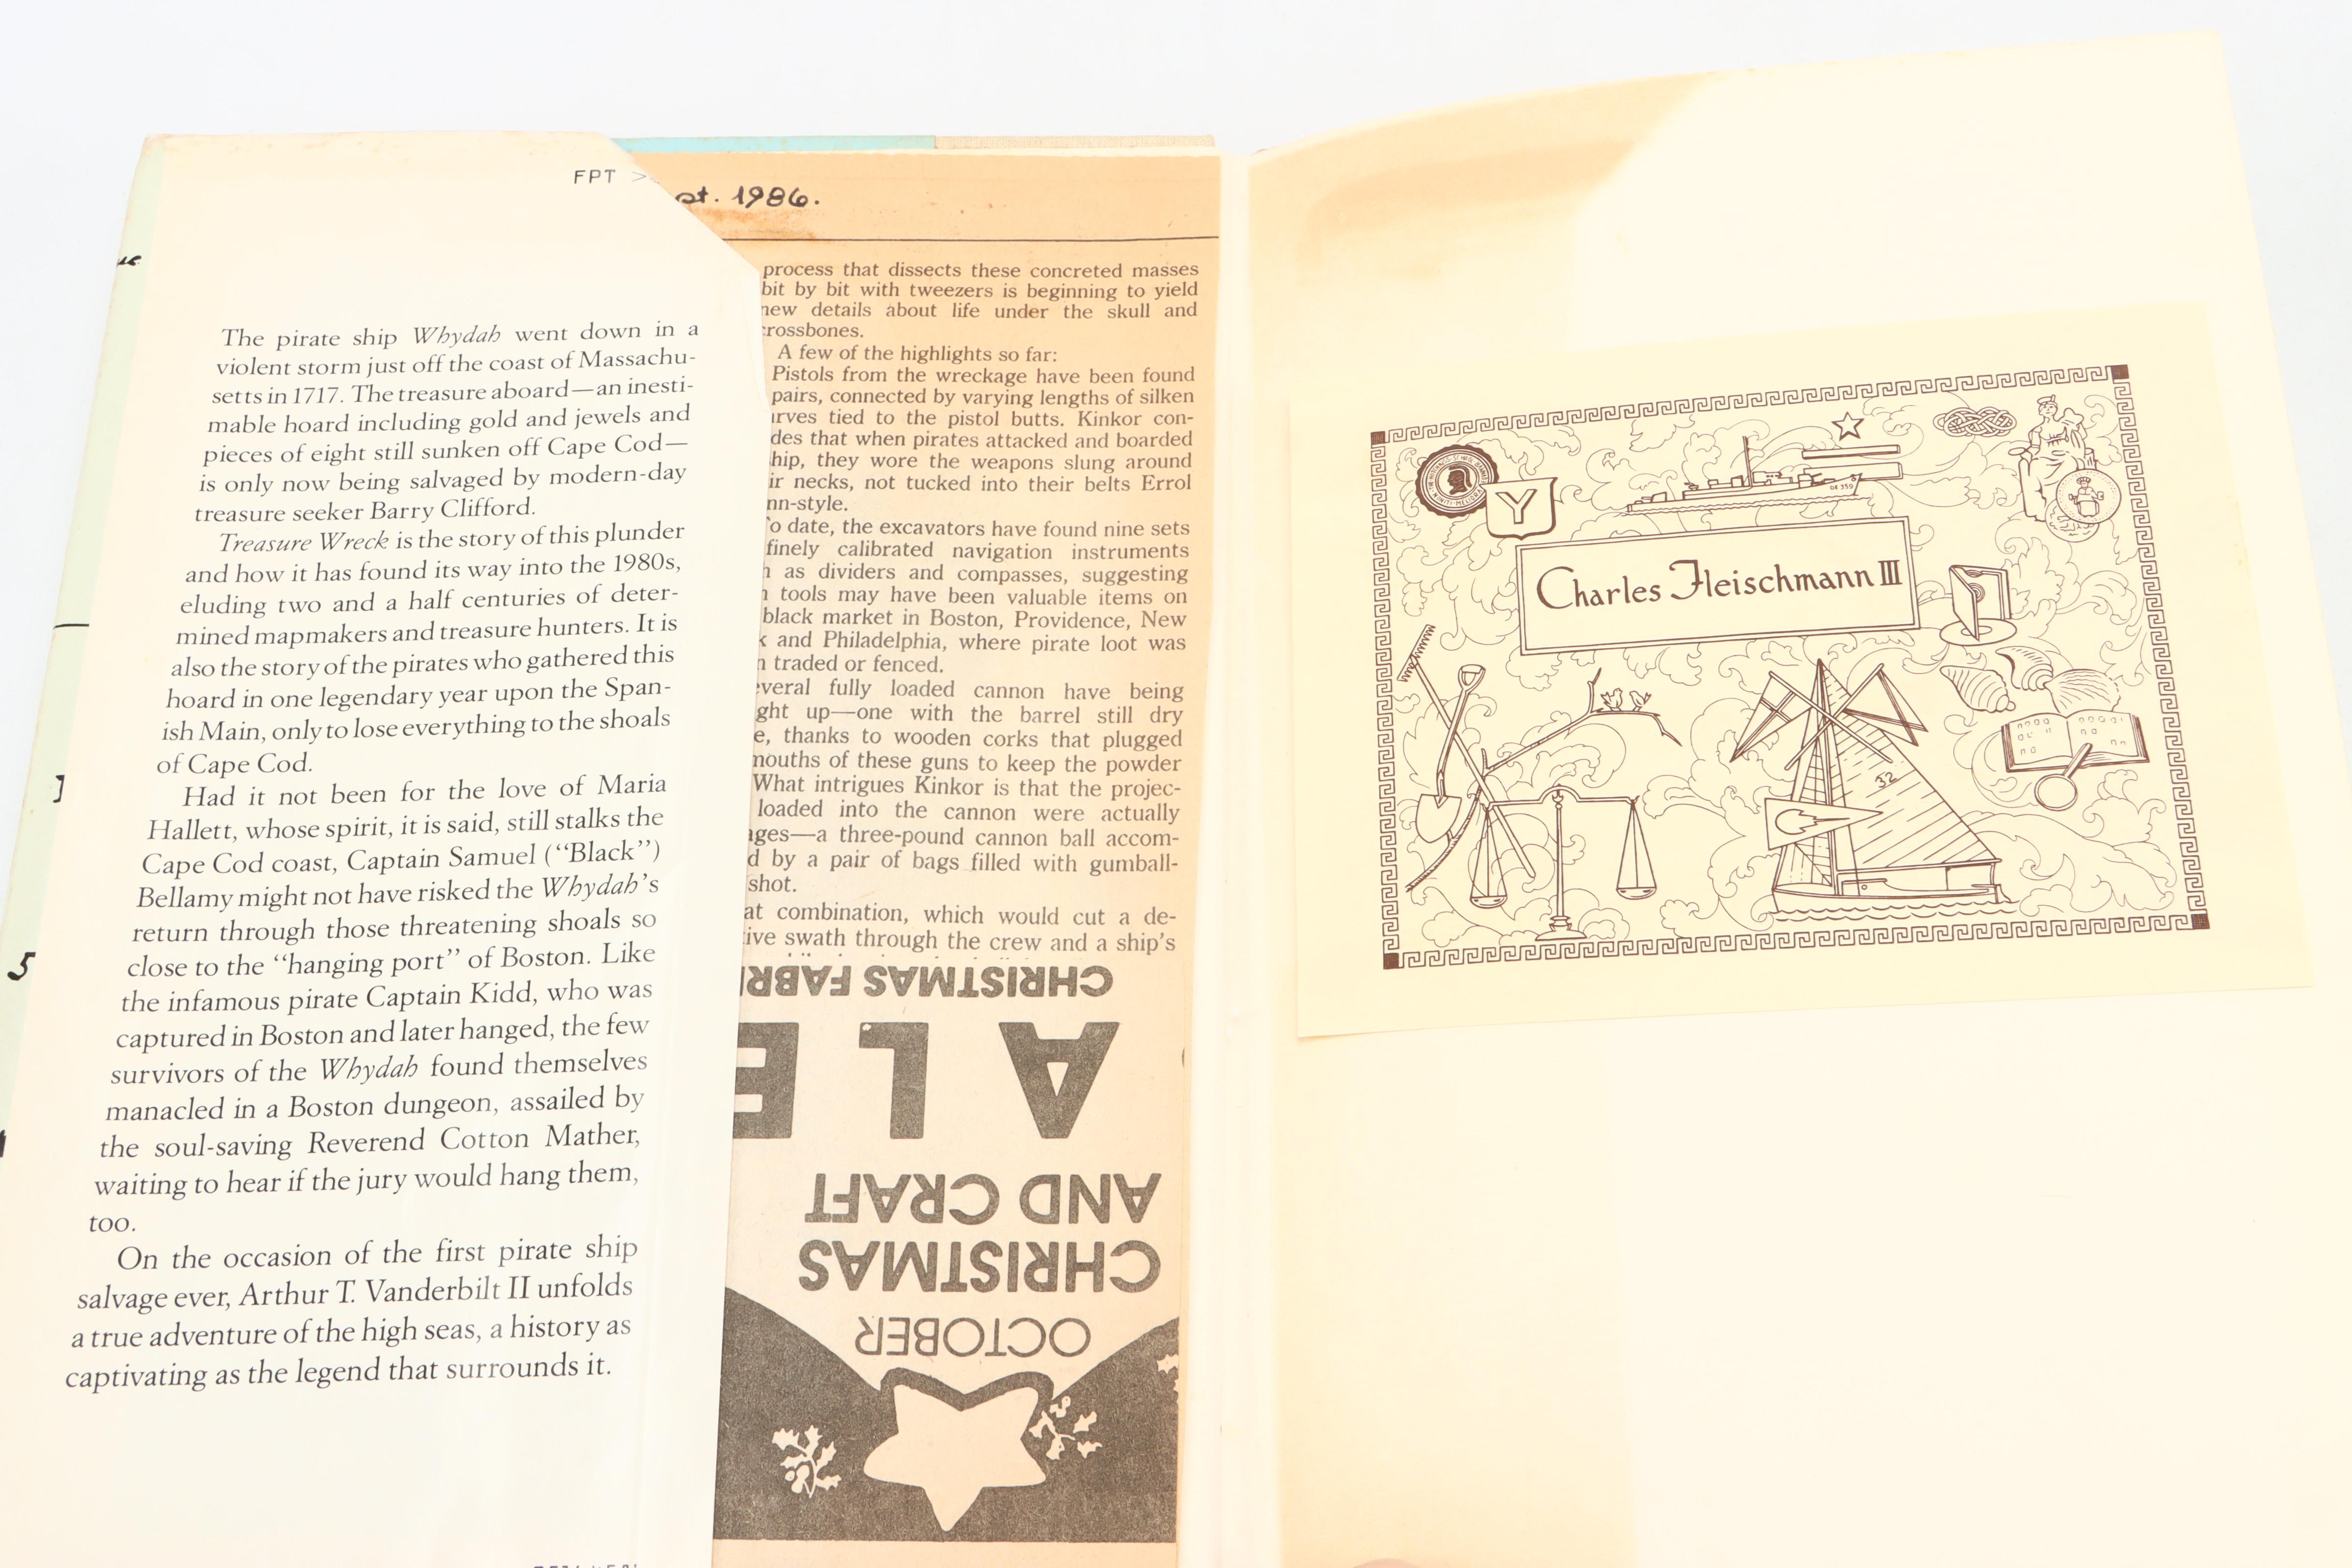 FPT >
The pirate ship Whydah went down in a
violent storm just off the coast of Massachu-
setts in 1717. The treasure aboard—an inesti-
mable hoard including gold and jewels and
pieces of eight still sunken off Cape Cod—
is only now being salvaged by modern-day
treasure seeker Barry Clifford.
Treasure Wreck is the story of this plunder
and how it has found its way into the 1980s,
eluding two and a half centuries of deter-
mined mapmakers and treasure hunters. It is
also the story of the pirates who gathered this
hoard in one legendary year upon the Span-
ish Main, only to lose everything to the shoals
of Cape Cod.
Had it not been for the love of Maria
Hallett, whose spirit, it is said, still stalks the
Cape Cod coast, Captain Samuel (“Black”)
Bellamy might not have risked the Whydah's
return through those threatening shoals so
close to the “hanging port” of Boston. Like
the infamous pirate Captain Kidd, who was
captured in Boston and later hanged, the few
survivors of the Whydah found themselves
manacled in a Boston dungeon, assailed by
the soul-saving Reverend Cotton Mather,
waiting to hear if the jury would hang them,
too.
On the occasion of the first pirate ship
salvage ever, Arthur T. Vanderbilt II unfolds
a true adventure of the high seas, a history as
captivating as the legend that surrounds it.
5
pt. 1986.
process that dissects these concreted masses
bit by bit with tweezers is beginning to yield
new details about life under the skull and
crossbones.
A few of the highlights so far:
Pistols from the wreckage have been found
pairs, connected by varying lengths of silken
arves tied to the pistol butts. Kinkor con-
des that when pirates attacked and boarded
hip, they wore the weapons slung around
ir necks, not tucked into their belts Errol
nn-style.
To date, the excavators have found nine sets
finely calibrated navigation instruments
h as dividers and compasses, suggesting
h tools may have been valuable items on
black market in Boston, Providence, New
k and Philadelphia, where pirate loot was
n traded or fenced.
everal fully loaded cannon have being
ght up—one with the barrel still dry
e, thanks to wooden corks that plugged
mouths of these guns to keep the powder
What intrigues Kinkor is that the projec-
loaded into the cannon were actually
ages—a three-pound cannon ball accom-
d by a pair of bags filled with gumball-
shot.
at combination, which would cut a de-
ive swath through the crew and a ship's
OCTOBER
CHRISTMAS
AND CRAFT
A L E
CHRISTMAS FABRI
Y
DE 359
Charles Fleischmann III
32